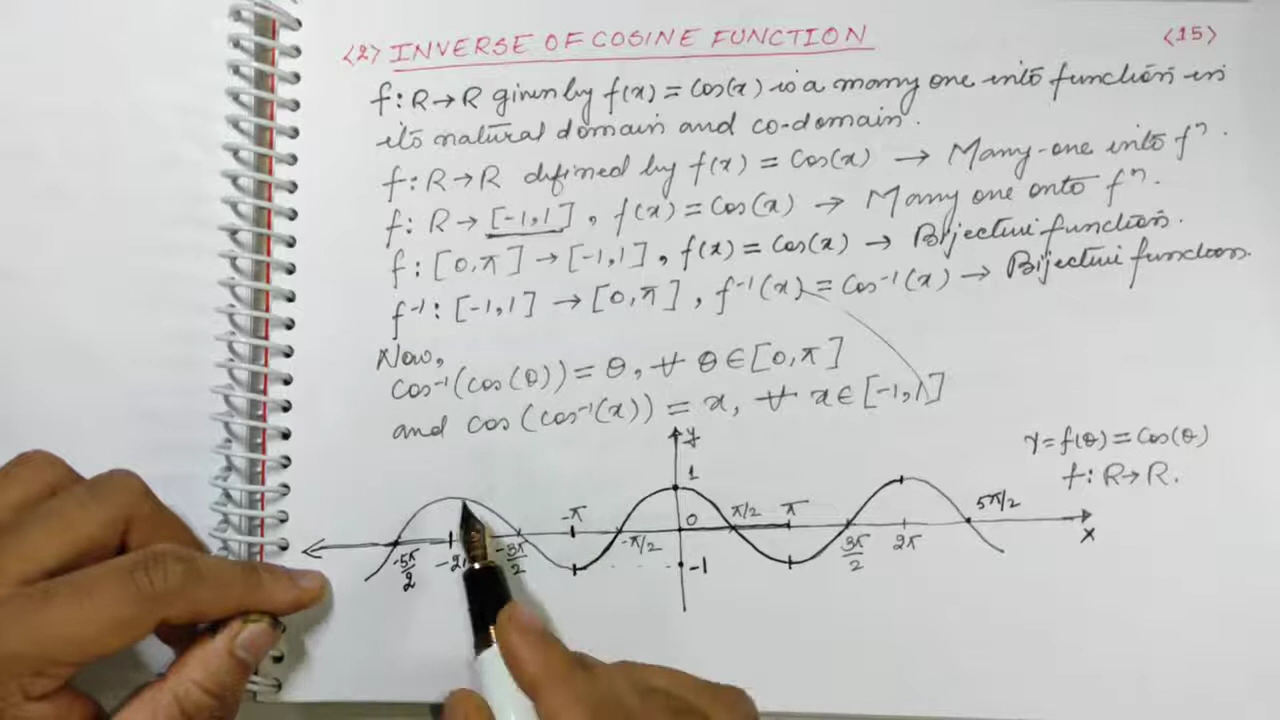 <2> INVERSE OF COSINE FUNCTION <15>
f: R→R given by f(x) = Cos(x) is a many one into function in
its natural domain and co-domain.
f: R→R defined by f(x) = Cos(x) → Many-one into fⁿ.
f: R→[-1,1], f(x) = Cos(x) → Many one onto fⁿ.
f: [0,π]→[-1,1], f(x) = Cos(x) → Bijective function.
f⁻¹: [-1,1] → [0,π], f⁻¹(x) = Cos⁻¹(x) → Bijective function.
Now,
Cos⁻¹(Cos(θ)) = θ, ∀ θ∈[0,π]
and Cos(Cos⁻¹(x)) = x, ∀ x∈[-1,1]
Y = f(θ) = Cos(θ)
f: R→R.
y
1
-π 0 π/2 π 5π/2
-5π/2 -3π/2 -π/2 -1 3π/2 2π X